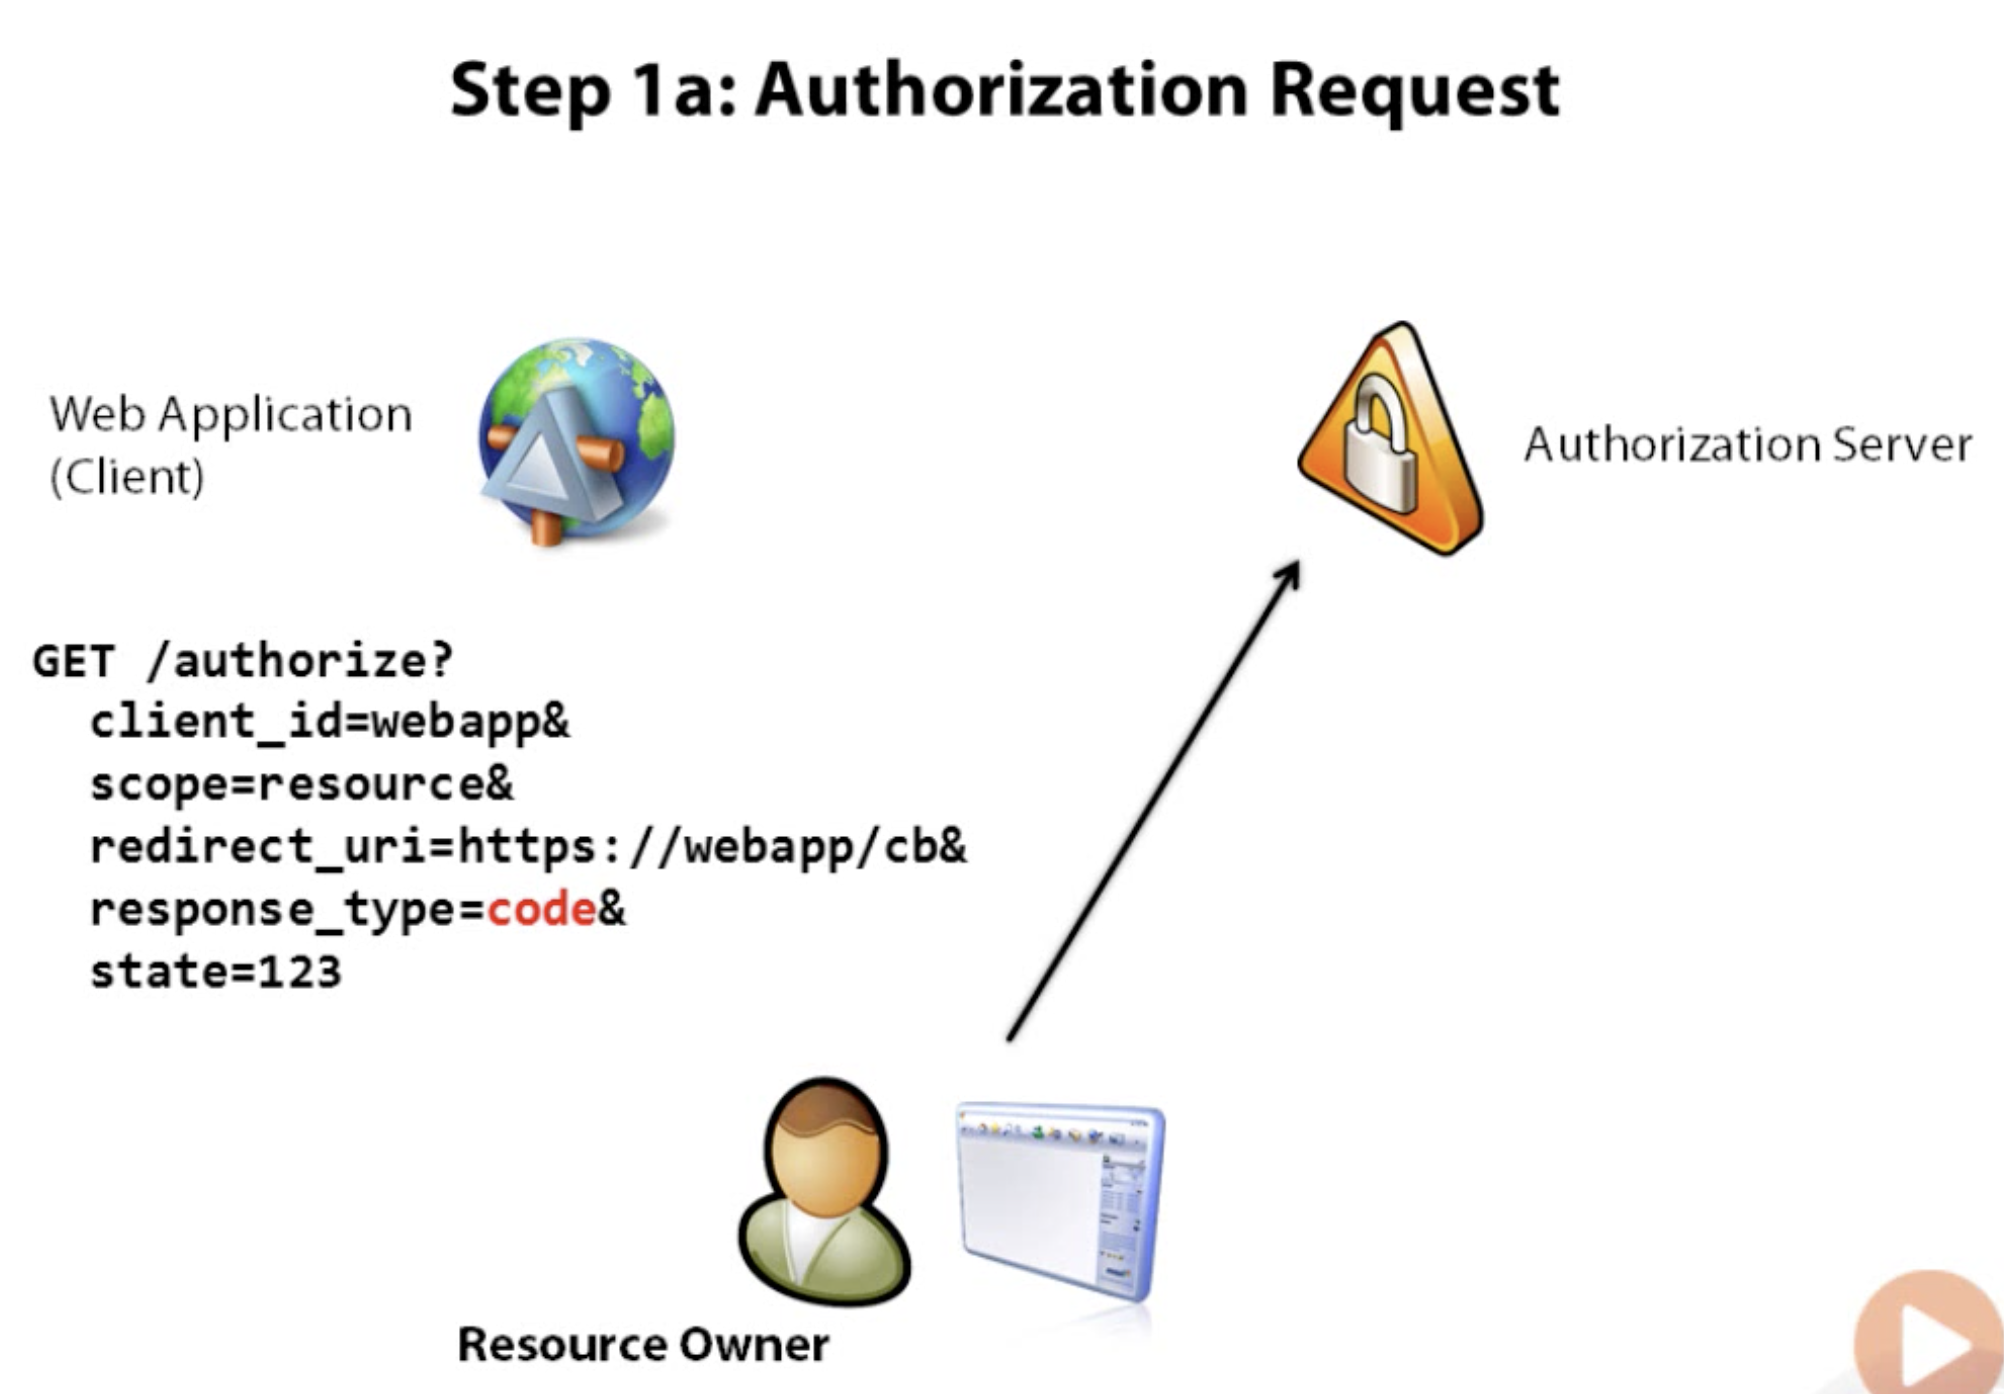 Step 1a: Authorization Request
Web Application
(Client)
Authorization Server
GET /authorize?
client_id=webapp&
scope=resource&
redirect_uri=https://webapp/cb&
response_type=code&
state=123
Resource Owner